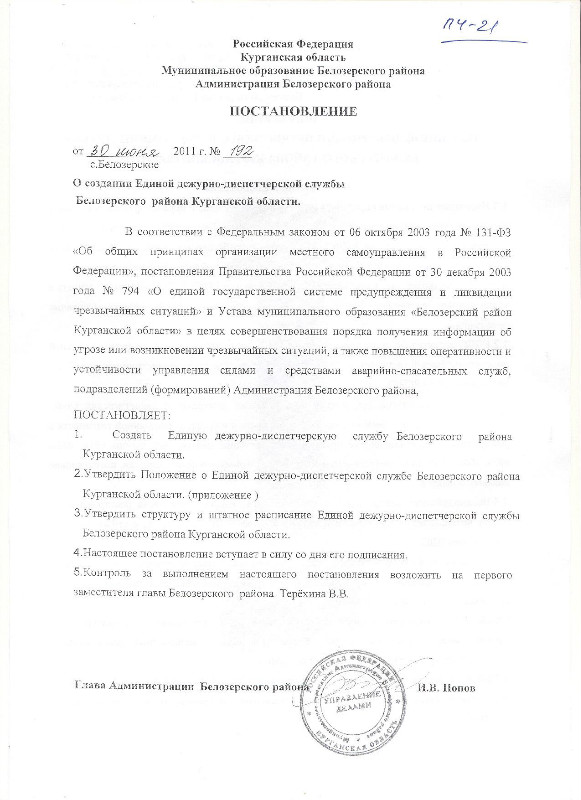 ПЧ-21
Российская Федерация
Курганская область
Муниципальное образование Белозерского района
Администрация Белозерского района
ПОСТАНОВЛЕНИЕ
от 30 июня 2011 г. № 192
с.Белозерское
О создании Единой дежурно-диспетчерской службы
Белозерского района Курганской области.
В соответствии с Федеральным законом от 06 октября 2003 года № 131-ФЗ
«Об общих принципах организации местного самоуправления в Российской
Федерации», постановления Правительства Российской Федерации от 30 декабря 2003
года № 794 «О единой государственной системе предупреждения и ликвидации
чрезвычайных ситуаций» и Устава муниципального образования «Белозерский район
Курганской области» в целях совершенствования порядка получения информации об
угрозе или возникновении чрезвычайных ситуаций, а также повышения оперативности и
устойчивости управления силами и средствами аварийно-спасательных служб,
подразделений (формирований) Администрация Белозерского района,
ПОСТАНОВЛЯЕТ:
1. Создать Единую дежурно-диспетчерскую службу Белозерского района
Курганской области.
2.Утвердить Положение о Единой дежурно-диспетчерской службе Белозерского района
Курганской области. (приложение )
3.Утвердить структуру и штатное расписание Единой дежурно-диспетчерской службы
Белозерского района Курганской области.
4.Настоящее постановление вступает в силу со дня его подписания.
5.Контроль за выполнением настоящего постановления возложить на первого
заместителя главы Белозерского района Терёхина В.В.
Глава Администрации Белозерского района И.В. Попов
РОССИЙСКАЯ ФЕДЕРАЦИЯ
УПРАВЛЕНИЕ
ДЕЛАМИ
КУРГАНСКАЯ ОБЛАСТЬ